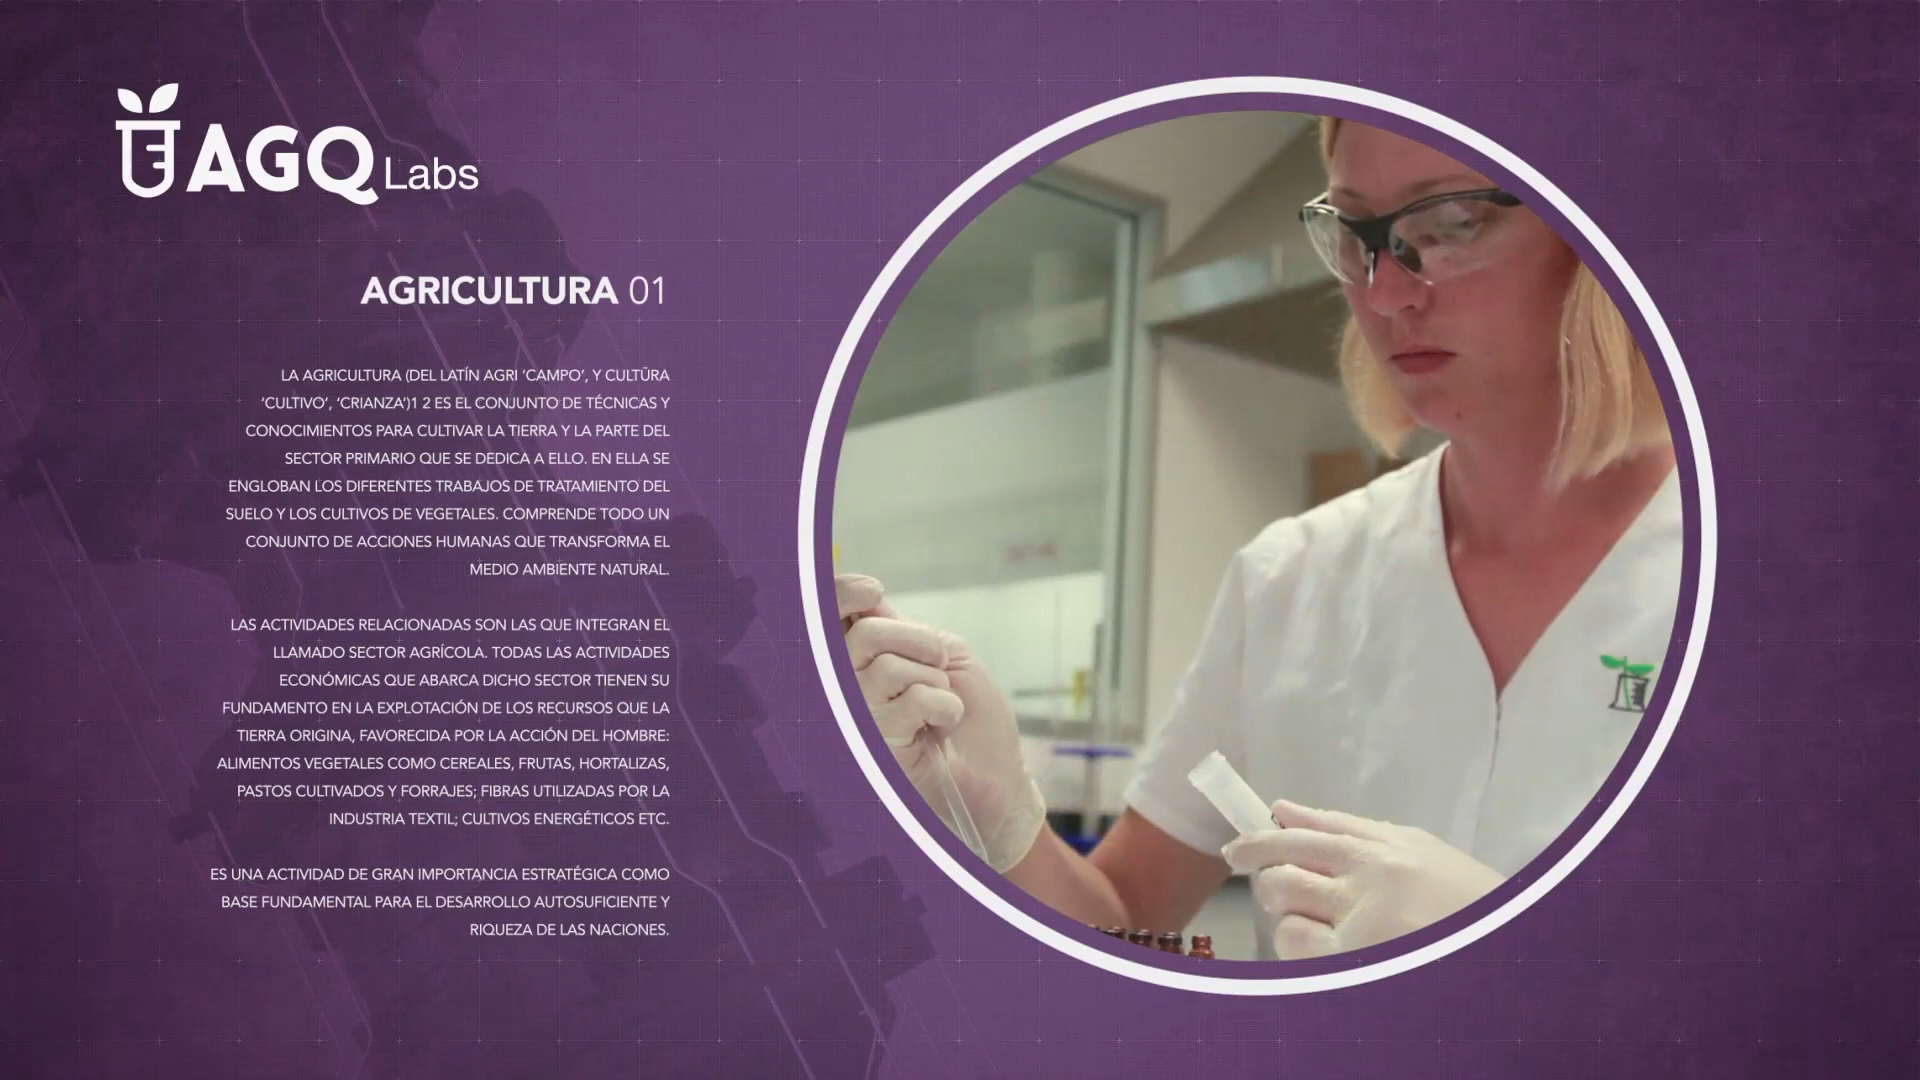 AGQ Labs
AGRICULTURA 01
LA AGRICULTURA (DEL LATÍN AGRI ‘CAMPO’, Y CULTŪRA
‘CULTIVO’, ‘CRIANZA’)1 2 ES EL CONJUNTO DE TÉCNICAS Y
CONOCIMIENTOS PARA CULTIVAR LA TIERRA Y LA PARTE DEL
SECTOR PRIMARIO QUE SE DEDICA A ELLO. EN ELLA SE
ENGLOBAN LOS DIFERENTES TRABAJOS DE TRATAMIENTO DEL
SUELO Y LOS CULTIVOS DE VEGETALES. COMPRENDE TODO UN
CONJUNTO DE ACCIONES HUMANAS QUE TRANSFORMA EL
MEDIO AMBIENTE NATURAL.
LAS ACTIVIDADES RELACIONADAS SON LAS QUE INTEGRAN EL
LLAMADO SECTOR AGRÍCOLA. TODAS LAS ACTIVIDADES
ECONÓMICAS QUE ABARCA DICHO SECTOR TIENEN SU
FUNDAMENTO EN LA EXPLOTACIÓN DE LOS RECURSOS QUE LA
TIERRA ORIGINA, FAVORECIDA POR LA ACCIÓN DEL HOMBRE:
ALIMENTOS VEGETALES COMO CEREALES, FRUTAS, HORTALIZAS,
PASTOS CULTIVADOS Y FORRAJES; FIBRAS UTILIZADAS POR LA
INDUSTRIA TEXTIL; CULTIVOS ENERGÉTICOS ETC.
ES UNA ACTIVIDAD DE GRAN IMPORTANCIA ESTRATÉGICA COMO
BASE FUNDAMENTAL PARA EL DESARROLLO AUTOSUFICIENTE Y
RIQUEZA DE LAS NACIONES.